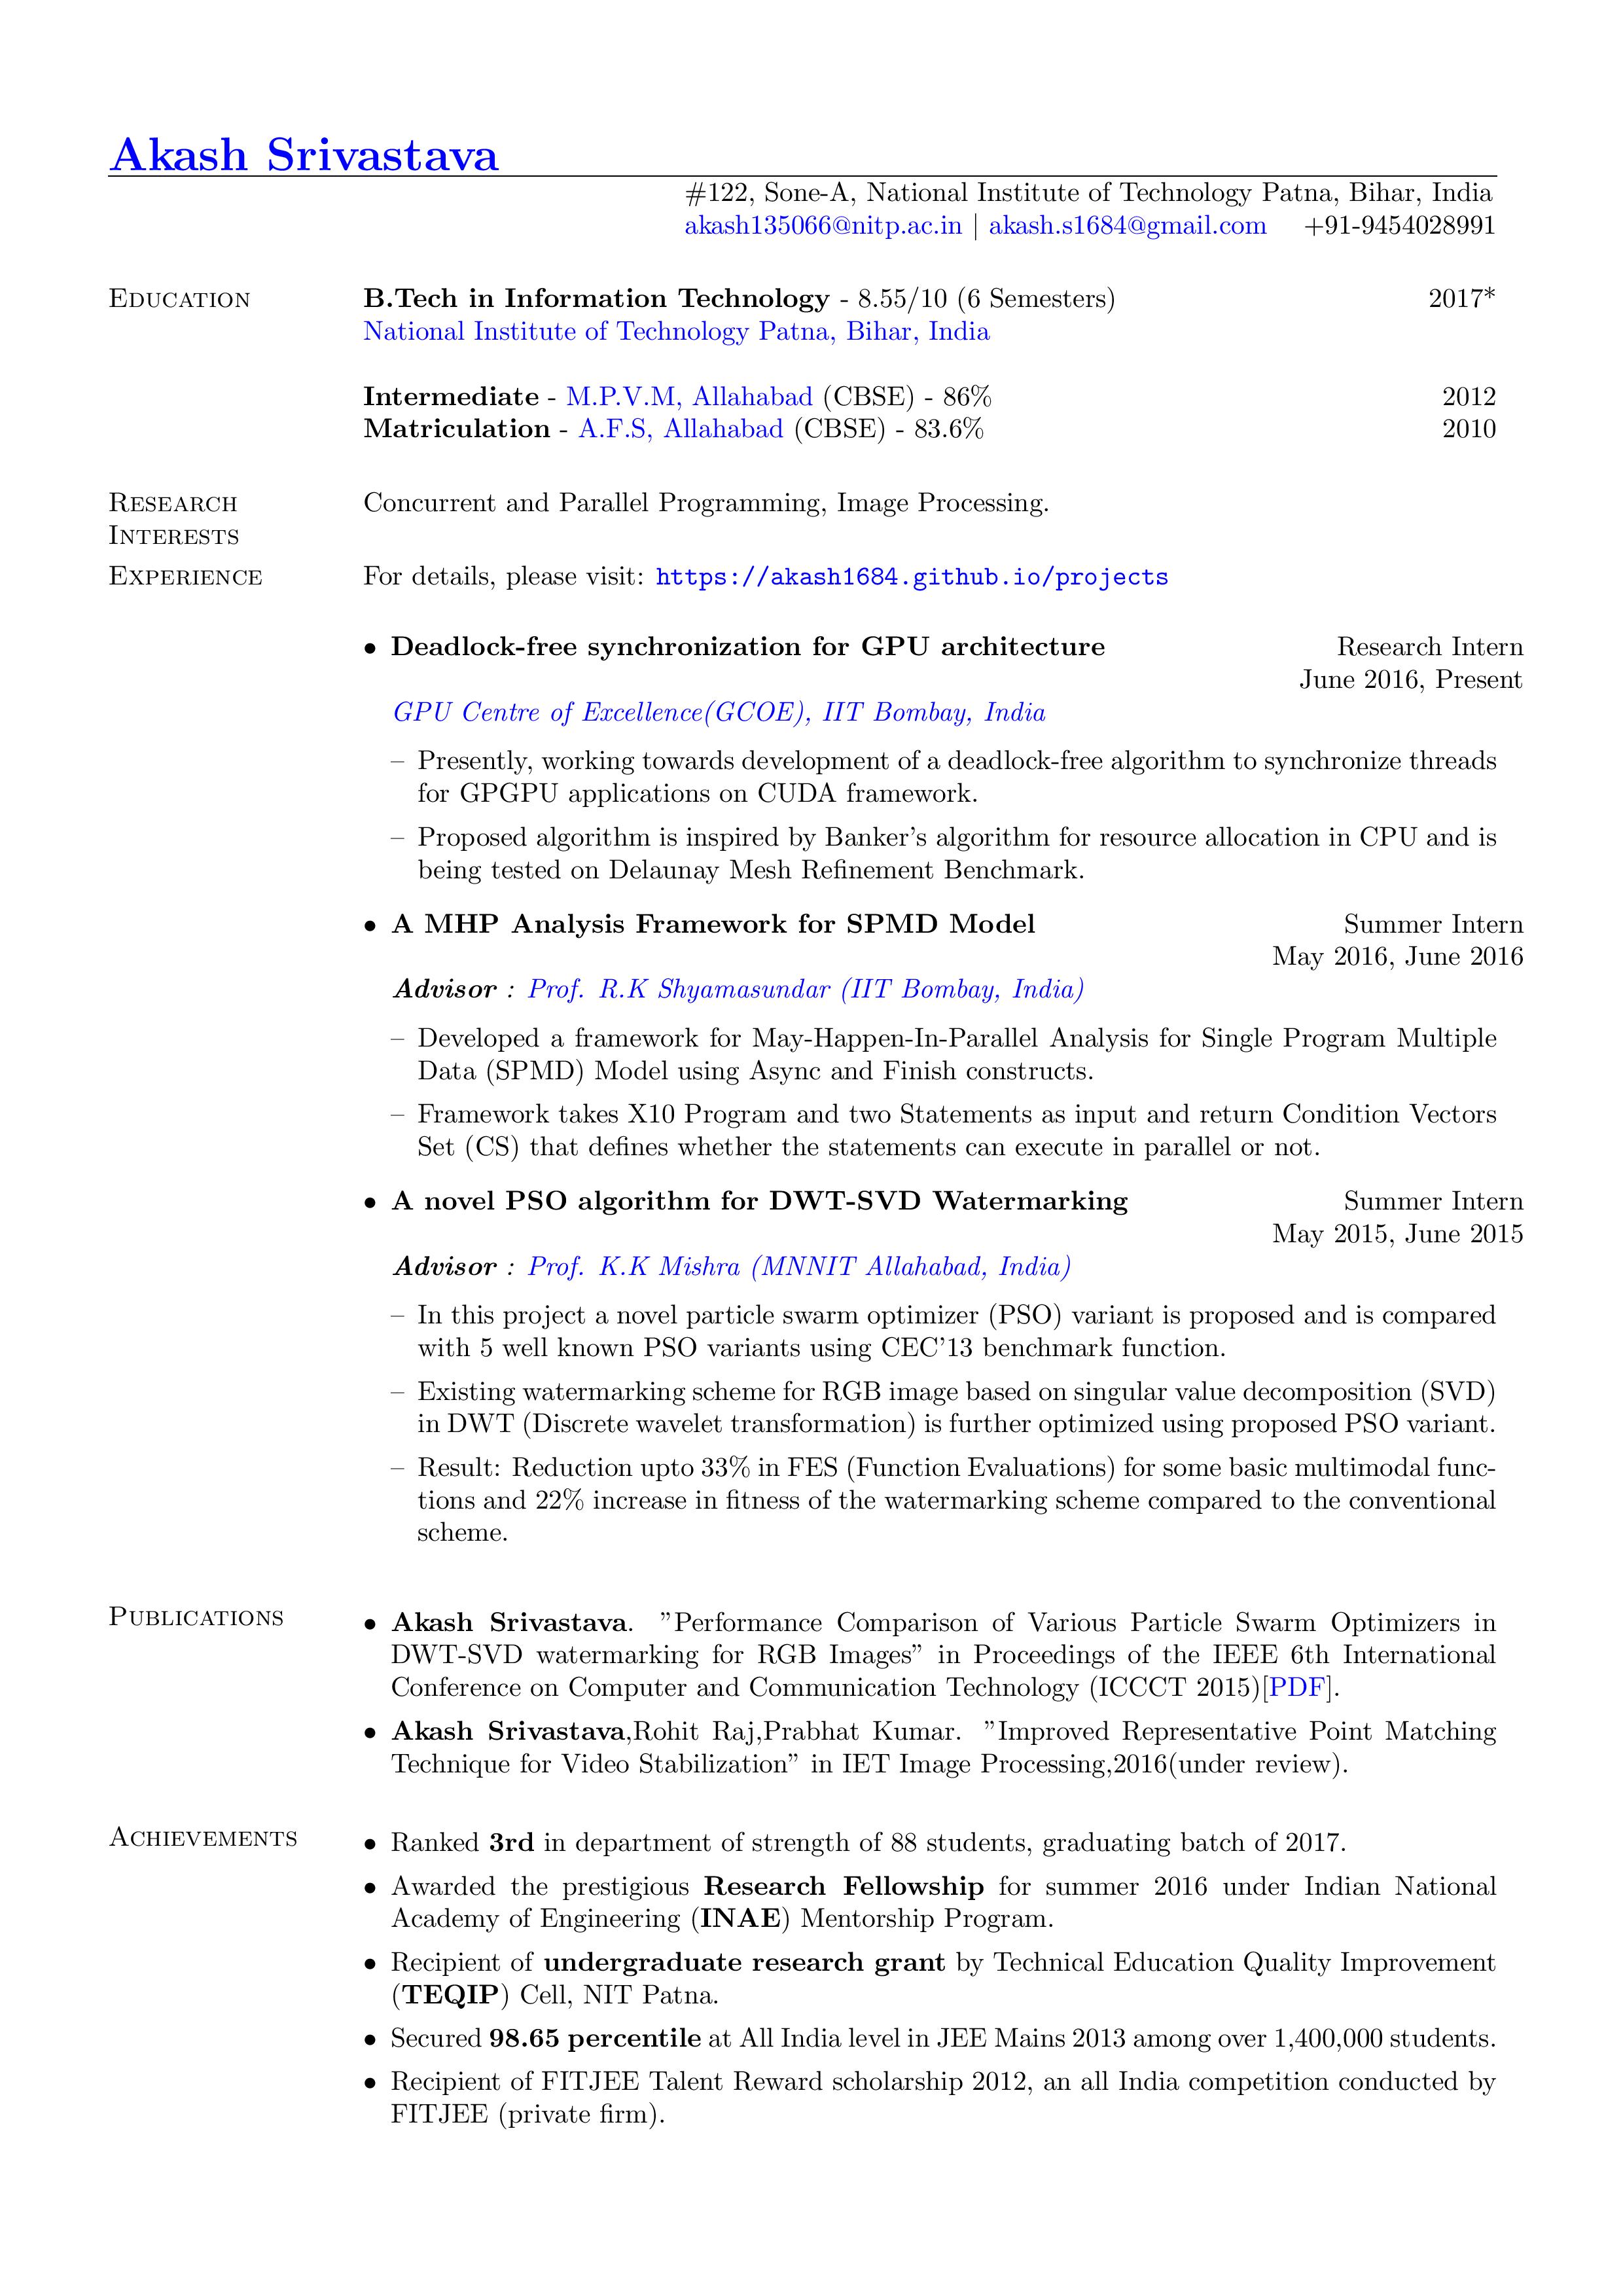 Akash Srivastava
#122, Sone-A, National Institute of Technology Patna, Bihar, India
akash135066@nitp.ac.in | akash.s1684@gmail.com +91-9454028991
Education
B.Tech in Information Technology - 8.55/10 (6 Semesters) 2017*
National Institute of Technology Patna, Bihar, India
Intermediate - M.P.V.M, Allahabad (CBSE) - 86% 2012
Matriculation - A.F.S, Allahabad (CBSE) - 83.6% 2010
Research
Interests
Concurrent and Parallel Programming, Image Processing.
Experience
For details, please visit: https://akash1684.github.io/projects
• Deadlock-free synchronization for GPU architecture Research Intern
June 2016, Present
GPU Centre of Excellence(GCOE), IIT Bombay, India
– Presently, working towards development of a deadlock-free algorithm to synchronize threads
for GPGPU applications on CUDA framework.
– Proposed algorithm is inspired by Banker's algorithm for resource allocation in CPU and is
being tested on Delaunay Mesh Refinement Benchmark.
• A MHP Analysis Framework for SPMD Model Summer Intern
May 2016, June 2016
Advisor : Prof. R.K Shyamasundar (IIT Bombay, India)
– Developed a framework for May-Happen-In-Parallel Analysis for Single Program Multiple
Data (SPMD) Model using Async and Finish constructs.
– Framework takes X10 Program and two Statements as input and return Condition Vectors
Set (CS) that defines whether the statements can execute in parallel or not.
• A novel PSO algorithm for DWT-SVD Watermarking Summer Intern
May 2015, June 2015
Advisor : Prof. K.K Mishra (MNNIT Allahabad, India)
– In this project a novel particle swarm optimizer (PSO) variant is proposed and is compared
with 5 well known PSO variants using CEC'13 benchmark function.
– Existing watermarking scheme for RGB image based on singular value decomposition (SVD)
in DWT (Discrete wavelet transformation) is further optimized using proposed PSO variant.
– Result: Reduction upto 33% in FES (Function Evaluations) for some basic multimodal func-
tions and 22% increase in fitness of the watermarking scheme compared to the conventional
scheme.
Publications
• Akash Srivastava. ”Performance Comparison of Various Particle Swarm Optimizers in
DWT-SVD watermarking for RGB Images” in Proceedings of the IEEE 6th International
Conference on Computer and Communication Technology (ICCCT 2015)[PDF].
• Akash Srivastava,Rohit Raj,Prabhat Kumar. ”Improved Representative Point Matching
Technique for Video Stabilization” in IET Image Processing,2016(under review).
Achievements
• Ranked 3rd in department of strength of 88 students, graduating batch of 2017.
• Awarded the prestigious Research Fellowship for summer 2016 under Indian National
Academy of Engineering (INAE) Mentorship Program.
• Recipient of undergraduate research grant by Technical Education Quality Improvement
(TEQIP) Cell, NIT Patna.
• Secured 98.65 percentile at All India level in JEE Mains 2013 among over 1,400,000 students.
• Recipient of FITJEE Talent Reward scholarship 2012, an all India competition conducted by
FITJEE (private firm).